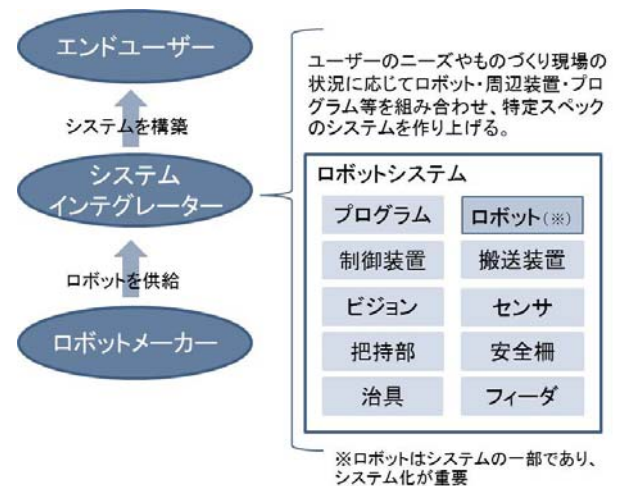 エンドユーザー
システムを構築
システム
インテグレーター
ロボットを供給
ロボットメーカー
ユーザーのニーズやものづくり現場の
状況に応じてロボット・周辺装置・プロ
グラム等を組み合わせ、特定スペック
のシステムを作り上げる。
ロボットシステム
プログラム
ロボット(※)
制御装置
搬送装置
ビジョン
センサ
把持部
安全柵
治具
フィーダ
※ロボットはシステムの一部であり、
システム化が重要